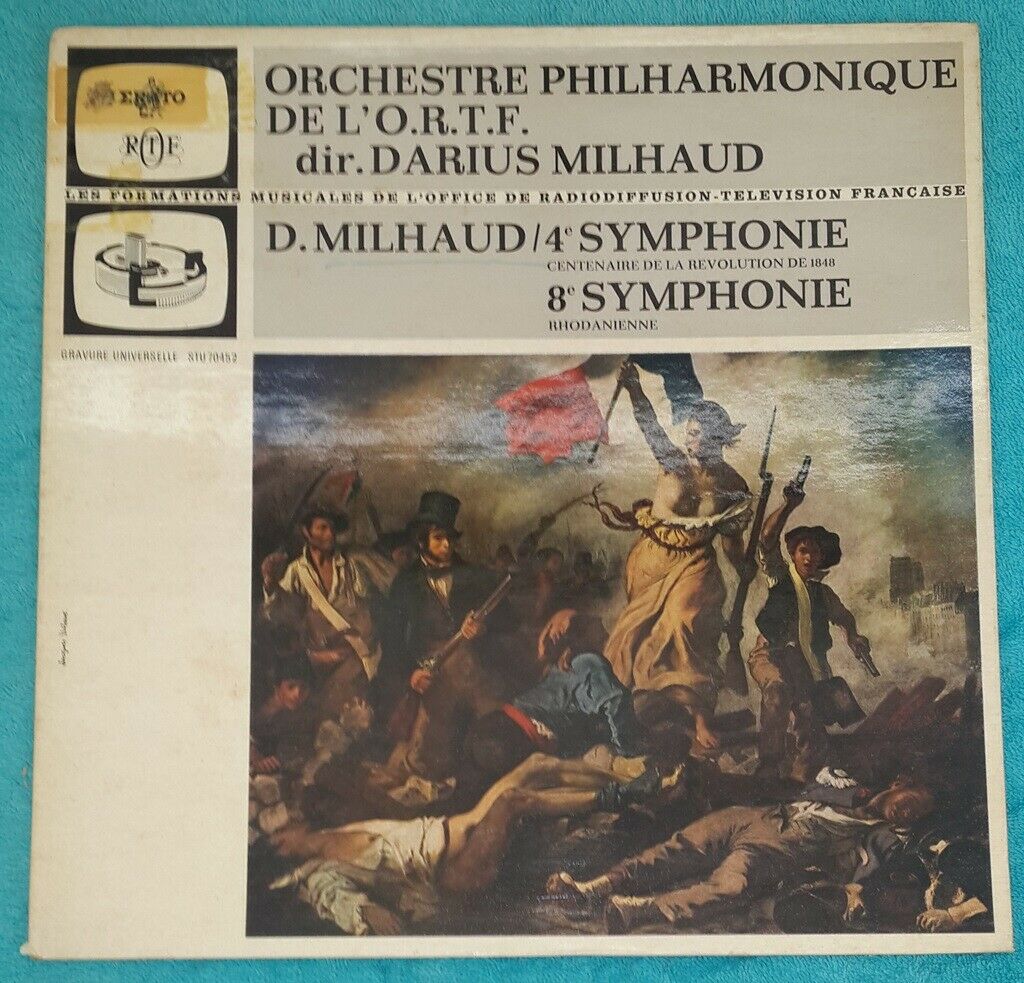 ERATO
RTF
ORCHESTRE PHILHARMONIQUE
DE L'O.R.T.F.
dir. DARIUS MILHAUD
LES FORMATIONS MUSICALES DE L'OFFICE DE RADIODIFFUSION-TELEVISION FRANÇAISE
D. MILHAUD/4e SYMPHONIE
CENTENAIRE DE LA REVOLUTION DE 1848
8e SYMPHONIE
RHODANIENNE
GRAVURE UNIVERSELLE STU 70452